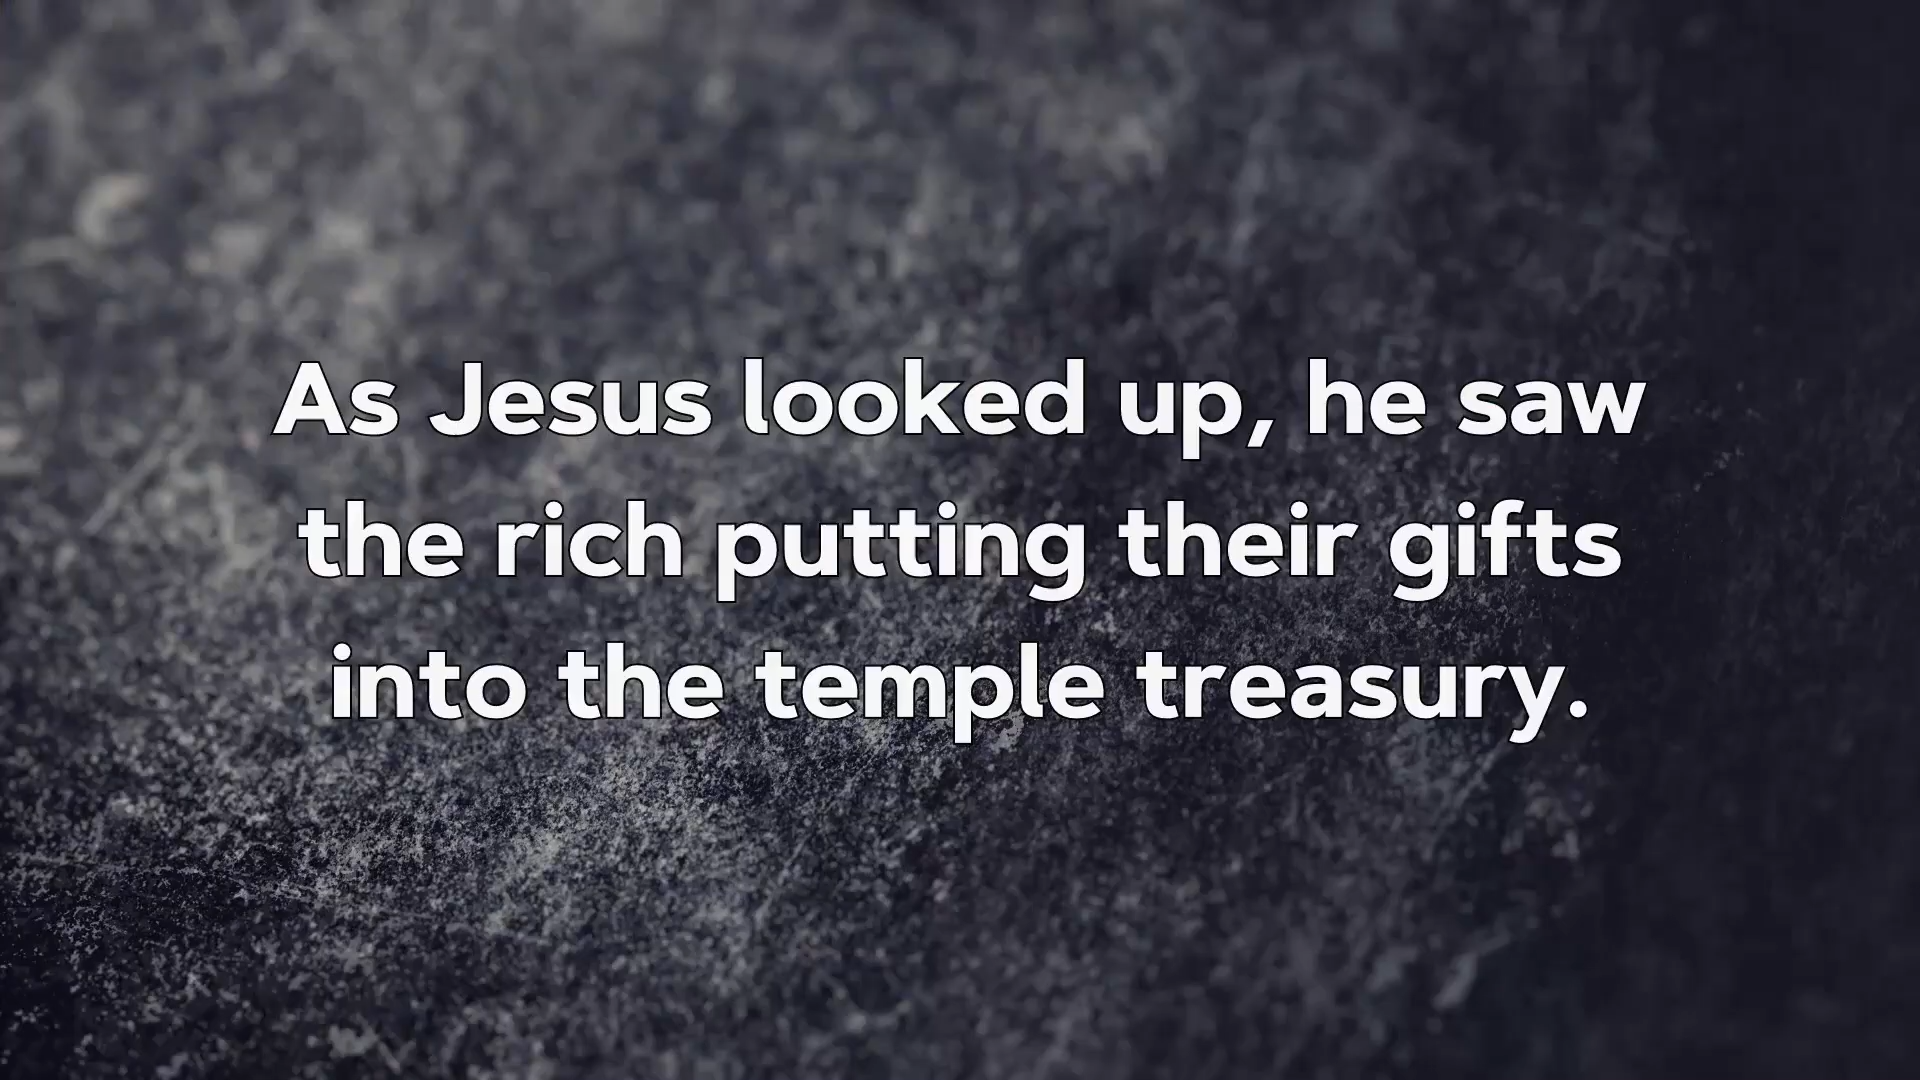 As Jesus looked up, he saw
the rich putting their gifts
into the temple treasury.